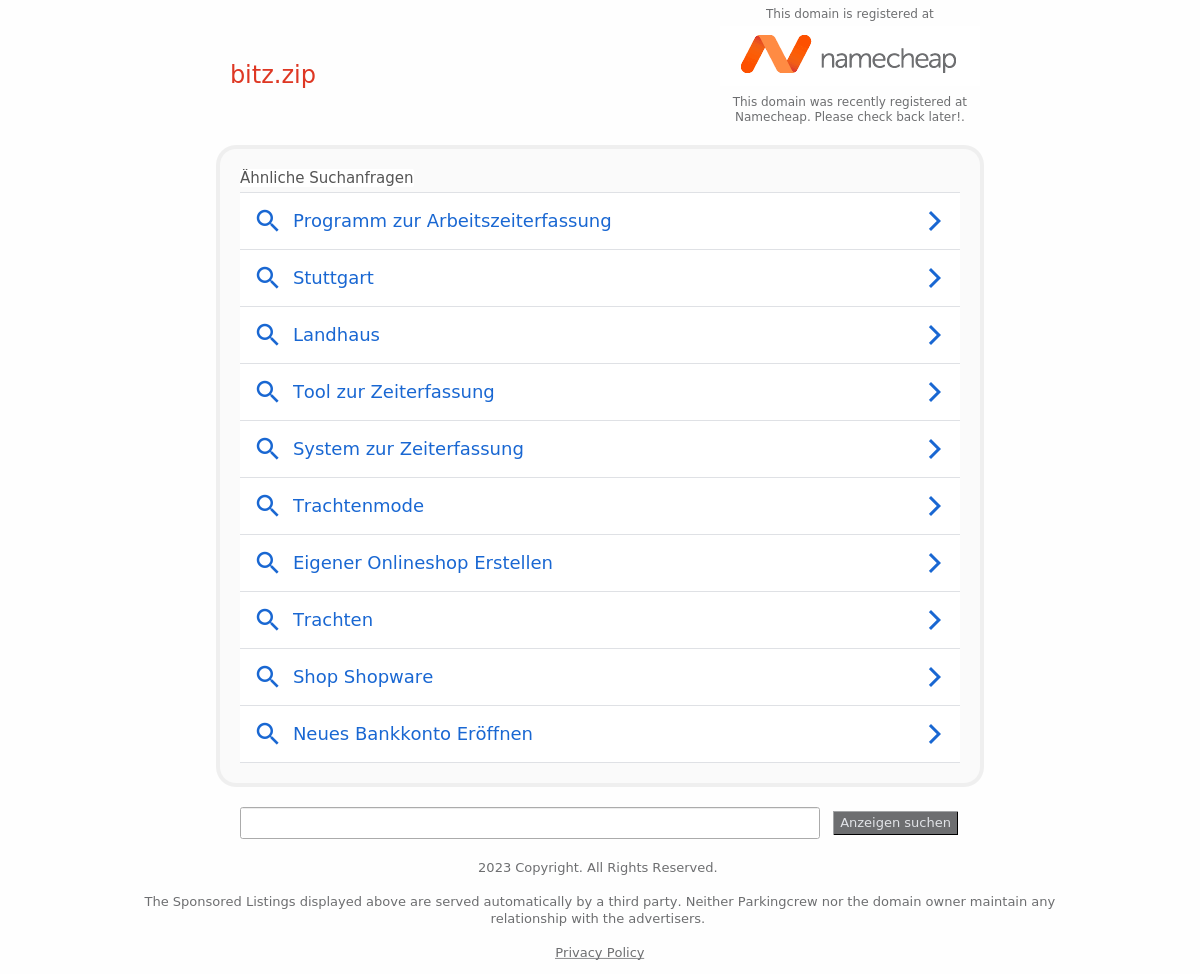 This domain is registered at
namecheap
bitz.zip
This domain was recently registered at
Namecheap. Please check back later!.
Ähnliche Suchanfragen
Programm zur Arbeitszeiterfassung
Stuttgart
Landhaus
Tool zur Zeiterfassung
System zur Zeiterfassung
Trachtenmode
Eigener Onlineshop Erstellen
Trachten
Shop Shopware
Neues Bankkonto Eröffnen
Anzeigen suchen
2023 Copyright. All Rights Reserved.
The Sponsored Listings displayed above are served automatically by a third party. Neither Parkingcrew nor the domain owner maintain any
relationship with the advertisers.
Privacy Policy